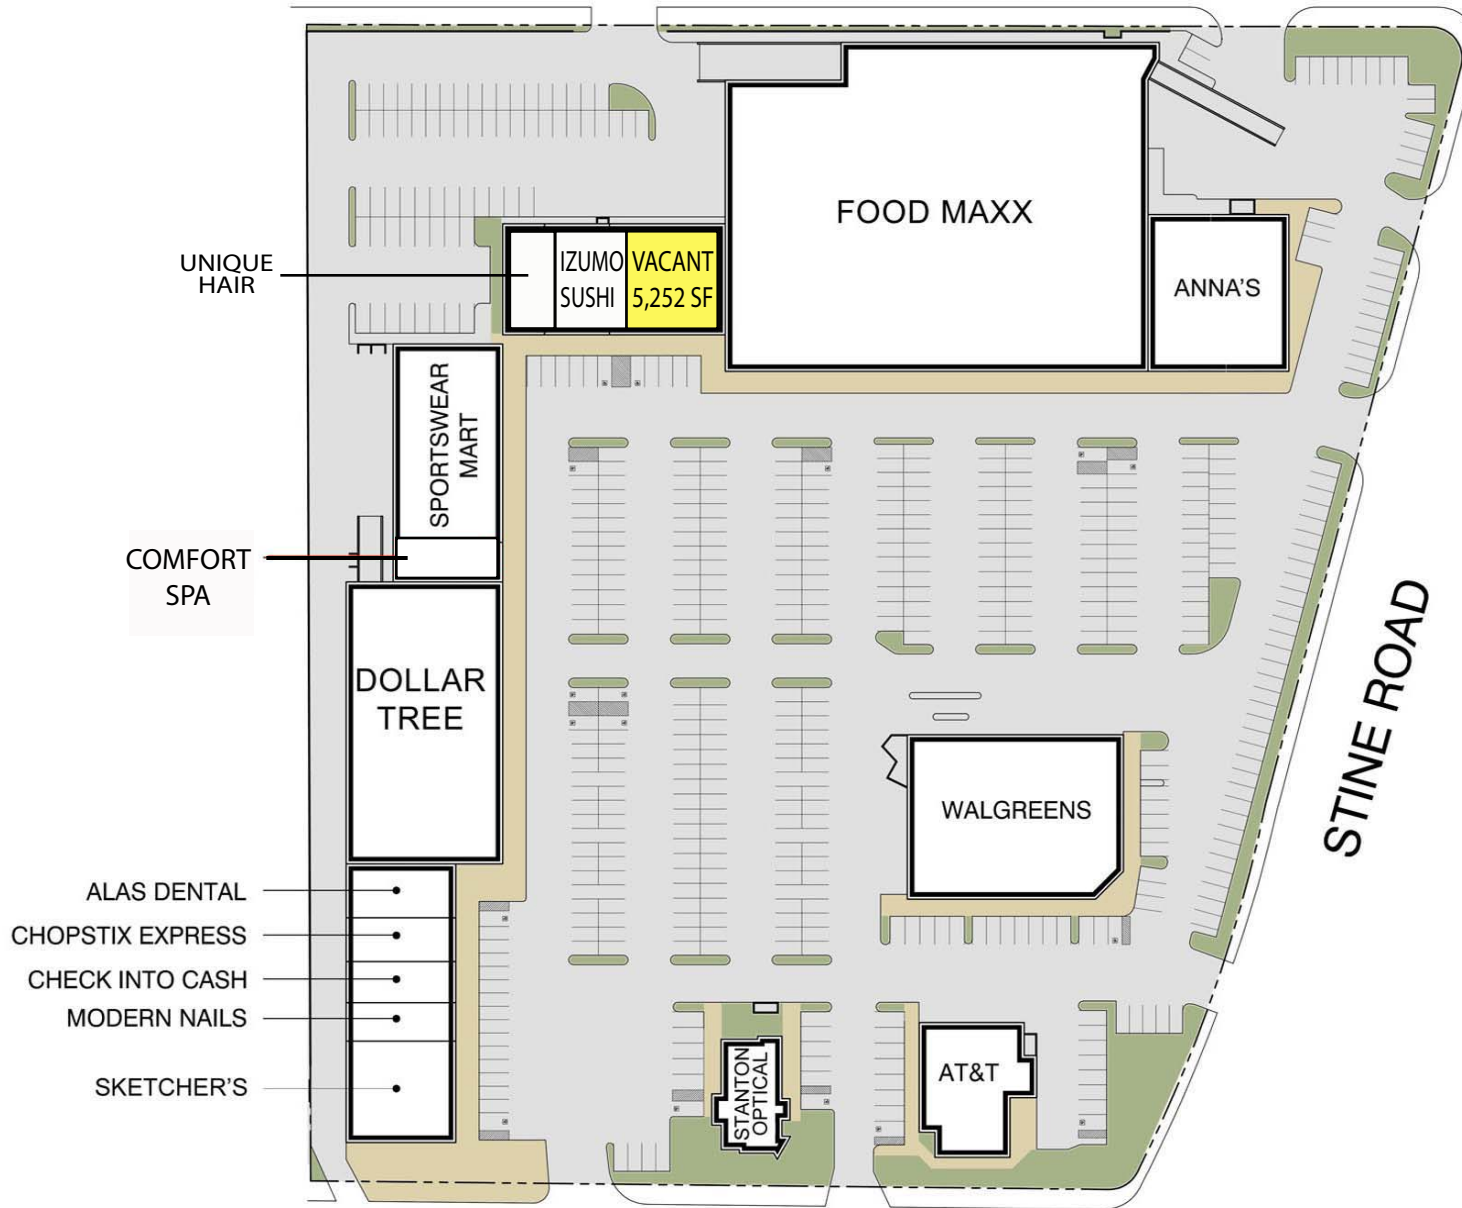 FOOD MAXX
UNIQUE
HAIR
IZUMO
SUSHI
VACANT
5,252 SF
ANNA'S
SPORTSWEAR
MART
COMFORT
SPA
DOLLAR
TREE
STINE ROAD
WALGREENS
ALAS DENTAL
CHOPSTIX EXPRESS
CHECK INTO CASH
MODERN NAILS
SKETCHER'S
STANTON
OPTICAL
AT&T